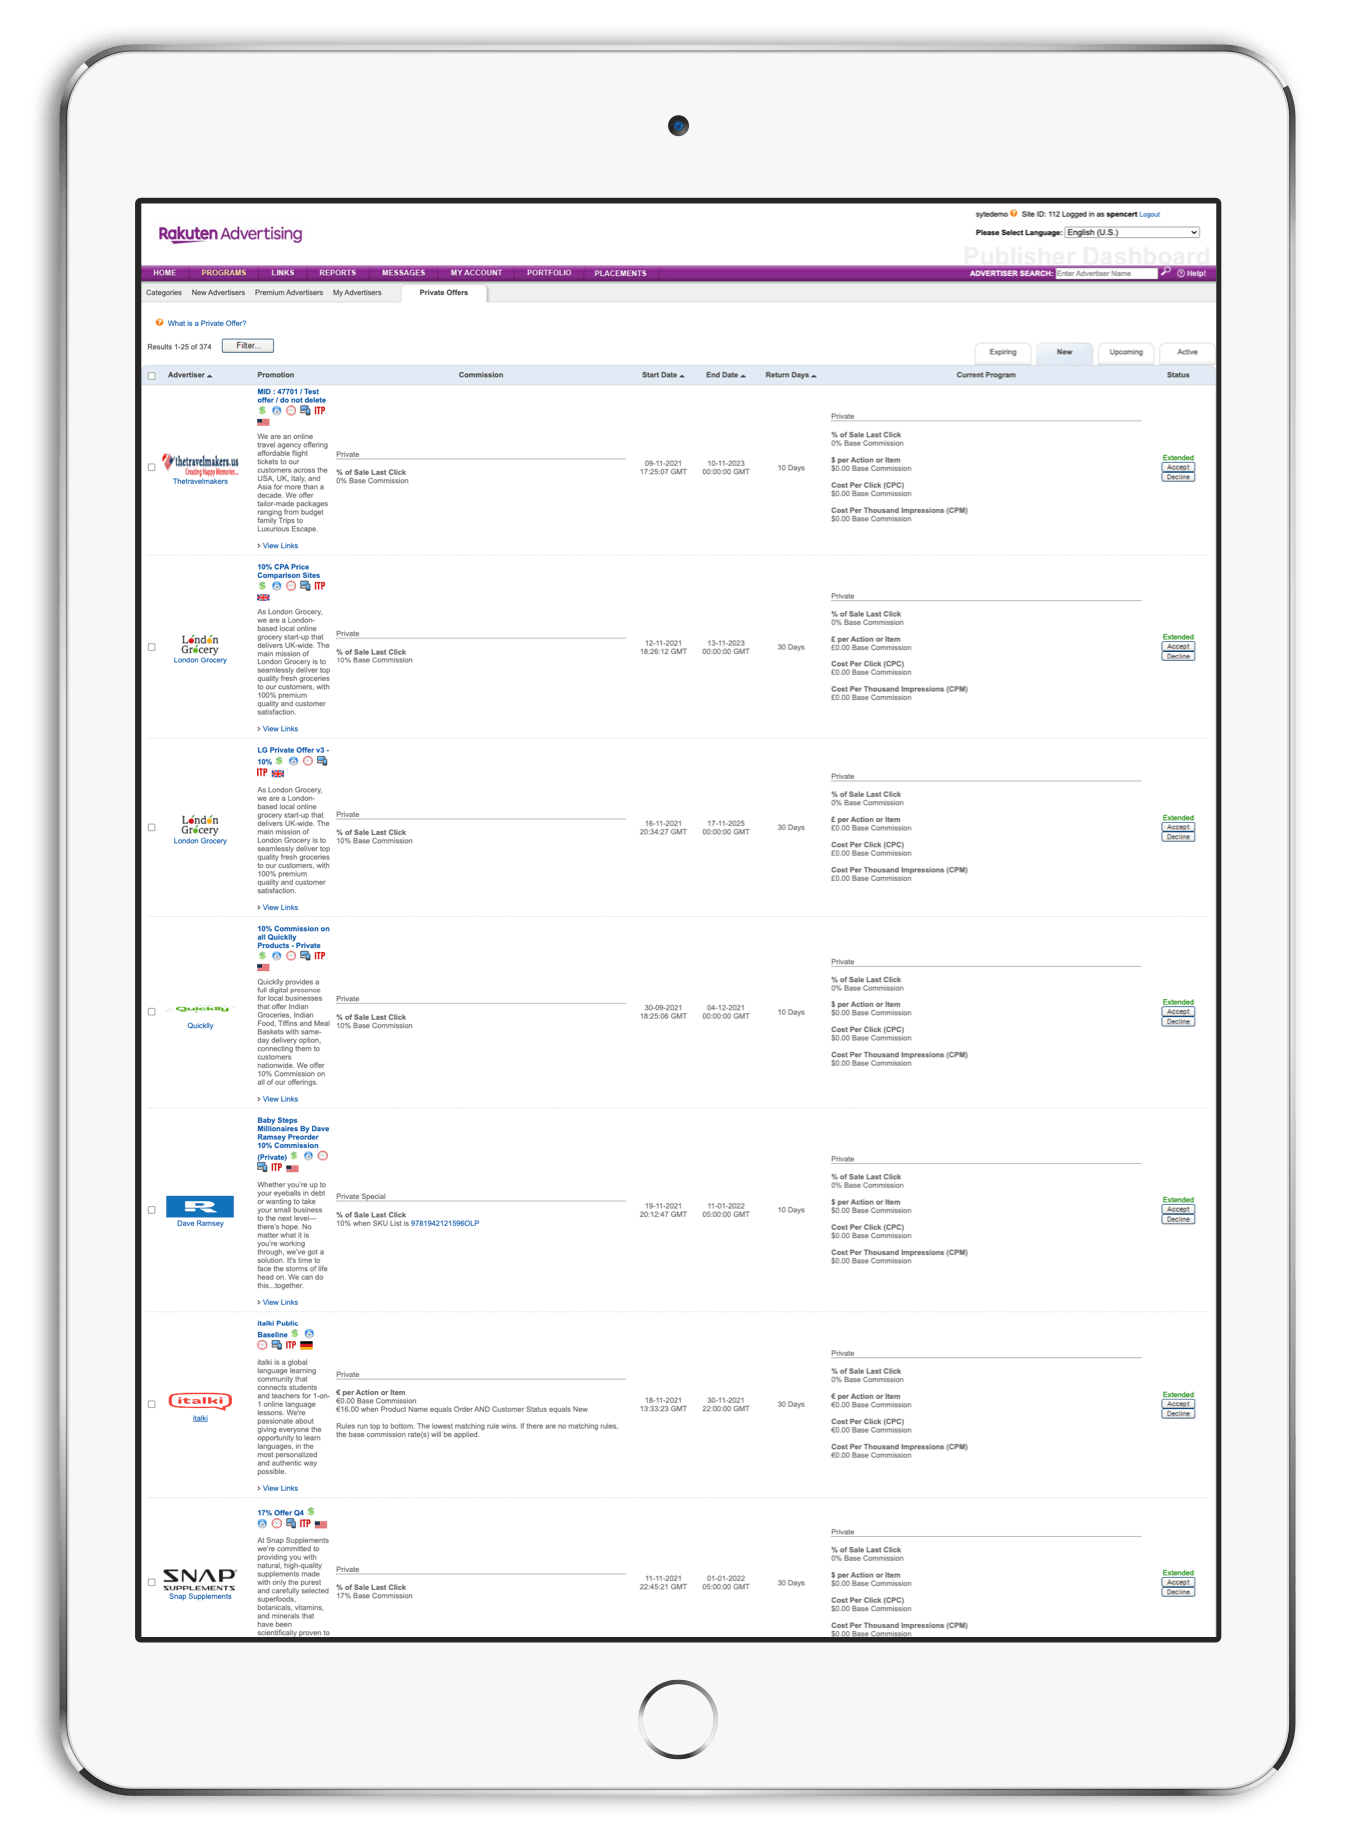 sytedemo Site ID: 112 Logged in as spencert Logout
Rakuten Advertising
Please Select Language: English (U.S.)
Publisher Dashboard
HOME PROGRAMS LINKS REPORTS MESSAGES MY ACCOUNT PORTFOLIO PLACEMENTS ADVERTISER SEARCH: Enter Advertiser Name Help!
Categories New Advertisers Premium Advertisers My Advertisers Private Offers
What is a Private Offer?
Results 1-25 of 374 Filter...
Expiring New Upcoming Active
Advertiser Promotion Commission Start Date End Date Return Days Current Program Status
thetravelmakers.us
Creating Happy Memories...
Thetravelmakers
MID : 47701 / Test
offer / do not delete
ITP
We are an online
travel agency offering
affordable flight
tickets to our
customers across the
USA, UK, Italy, and
Asia for more than a
decade. We offer
tailor-made packages
ranging from budget
family Trips to
Luxurious Escape.
› View Links
Private
% of Sale Last Click
0% Base Commission
09-11-2021
17:25:07 GMT
10-11-2023
00:00:00 GMT
10 Days
Private
% of Sale Last Click
0% Base Commission
$ per Action or Item
$0.00 Base Commission
Cost Per Click (CPC)
$0.00 Base Commission
Cost Per Thousand Impressions (CPM)
$0.00 Base Commission
Extended
Accept
Decline
London
Grocery
London Grocery
10% CPA Price
Comparison Sites
ITP
As London Grocery,
we are a London-
based local online
grocery start-up that
delivers UK-wide. The
main mission of
London Grocery is to
seamlessly deliver top
quality fresh groceries
to our customers, with
100% premium
quality and customer
satisfaction.
› View Links
Private
% of Sale Last Click
10% Base Commission
12-11-2021
18:26:12 GMT
13-11-2023
00:00:00 GMT
30 Days
Private
% of Sale Last Click
0% Base Commission
£ per Action or Item
£0.00 Base Commission
Cost Per Click (CPC)
£0.00 Base Commission
Cost Per Thousand Impressions (CPM)
£0.00 Base Commission
Extended
Accept
Decline
London
Grocery
London Grocery
LG Private Offer v3 -
10%
ITP
As London Grocery,
we are a London-
based local online
grocery start-up that
delivers UK-wide. The
main mission of
London Grocery is to
seamlessly deliver top
quality fresh groceries
to our customers, with
100% premium
quality and customer
satisfaction.
› View Links
Private
% of Sale Last Click
10% Base Commission
16-11-2021
20:34:27 GMT
17-11-2025
00:00:00 GMT
30 Days
Private
% of Sale Last Click
0% Base Commission
£ per Action or Item
£0.00 Base Commission
Cost Per Click (CPC)
£0.00 Base Commission
Cost Per Thousand Impressions (CPM)
£0.00 Base Commission
Extended
Accept
Decline
Quicklly
Quicklly
10% Commission on
all Quicklly
Products - Private
ITP
Quicklly provides a
full digital presence
for local businesses
that offer Indian
Groceries, Indian
Food, Tiffins and Meal
Baskets with same-
day delivery option,
connecting them to
customers
nationwide. We offer
10% Commission on
all of our offerings.
› View Links
Private
% of Sale Last Click
10% Base Commission
30-09-2021
18:25:06 GMT
04-12-2021
00:00:00 GMT
10 Days
Private
% of Sale Last Click
0% Base Commission
$ per Action or Item
$0.00 Base Commission
Cost Per Click (CPC)
$0.00 Base Commission
Cost Per Thousand Impressions (CPM)
$0.00 Base Commission
Extended
Accept
Decline
R
Dave Ramsey
Baby Steps
Millionaires By Dave
Ramsey Preorder
10% Commission
(Private)
ITP
Whether you're up to
your eyeballs in debt
or wanting to take
your small business
to the next level—
there's hope. No
matter what it is
you're working
through, we've got a
solution. It's time to
face the storms of life
head on. We can do
this...together.
› View Links
Private Special
% of Sale Last Click
10% when SKU List is 9781942121596OLP
19-11-2021
20:12:47 GMT
11-01-2022
05:00:00 GMT
10 Days
Private
% of Sale Last Click
0% Base Commission
$ per Action or Item
$0.00 Base Commission
Cost Per Click (CPC)
$0.00 Base Commission
Cost Per Thousand Impressions (CPM)
$0.00 Base Commission
Extended
Accept
Decline
italki
italki
italki Public
Baseline
ITP
italki is a global
language learning
community that
connects students
and teachers for 1-on-
1 online language
lessons. We're
passionate about
giving everyone the
opportunity to learn
languages, in the
most personalized
and authentic way
possible.
› View Links
Private
€ per Action or Item
€0.00 Base Commission
€16.00 when Product Name equals Order AND Customer Status equals New
Rules run top to bottom. The lowest matching rule wins. If there are no matching rules,
the base commission rate(s) will be applied.
18-11-2021
13:33:23 GMT
30-11-2021
22:00:00 GMT
30 Days
Private
% of Sale Last Click
0% Base Commission
€ per Action or Item
€0.00 Base Commission
Cost Per Click (CPC)
€0.00 Base Commission
Cost Per Thousand Impressions (CPM)
€0.00 Base Commission
Extended
Accept
Decline
SNAP
SUPPLEMENTS
Snap Supplements
17% Offer Q4
ITP
At Snap Supplements
we're committed to
providing you with
natural, high-quality
supplements made
with only the purest
and carefully selected
superfoods,
botanicals, vitamins,
and minerals that
have been
scientifically proven to
Private
% of Sale Last Click
17% Base Commission
11-11-2021
22:45:21 GMT
01-01-2022
05:00:00 GMT
30 Days
Private
% of Sale Last Click
0% Base Commission
$ per Action or Item
$0.00 Base Commission
Cost Per Click (CPC)
$0.00 Base Commission
Cost Per Thousand Impressions (CPM)
$0.00 Base Commission
Extended
Accept
Decline